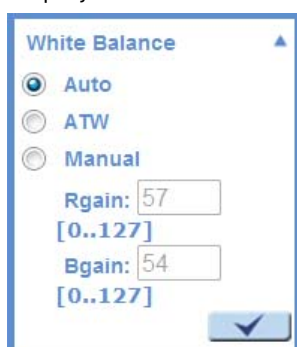 White Balance
Auto
ATW
Manual
Rgain: 57
[0..127]
Bgain: 54
[0..127]